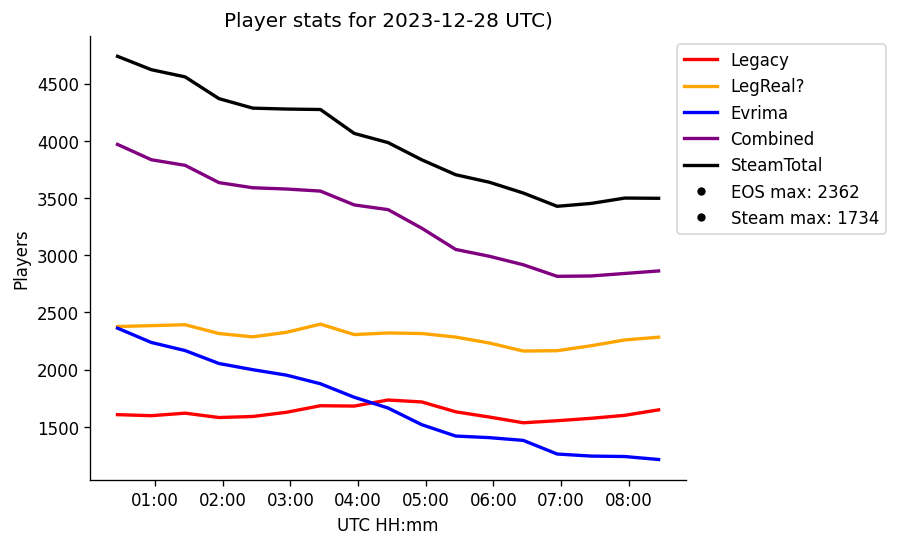 Player stats for 2023-12-28 UTC)
Legacy
LegReal?
Evrima
Combined
SteamTotal
EOS max: 2362
Steam max: 1734
Players
4500
4000
3500
3000
2500
2000
1500
01:00 02:00 03:00 04:00 05:00 06:00 07:00 08:00
UTC HH:mm